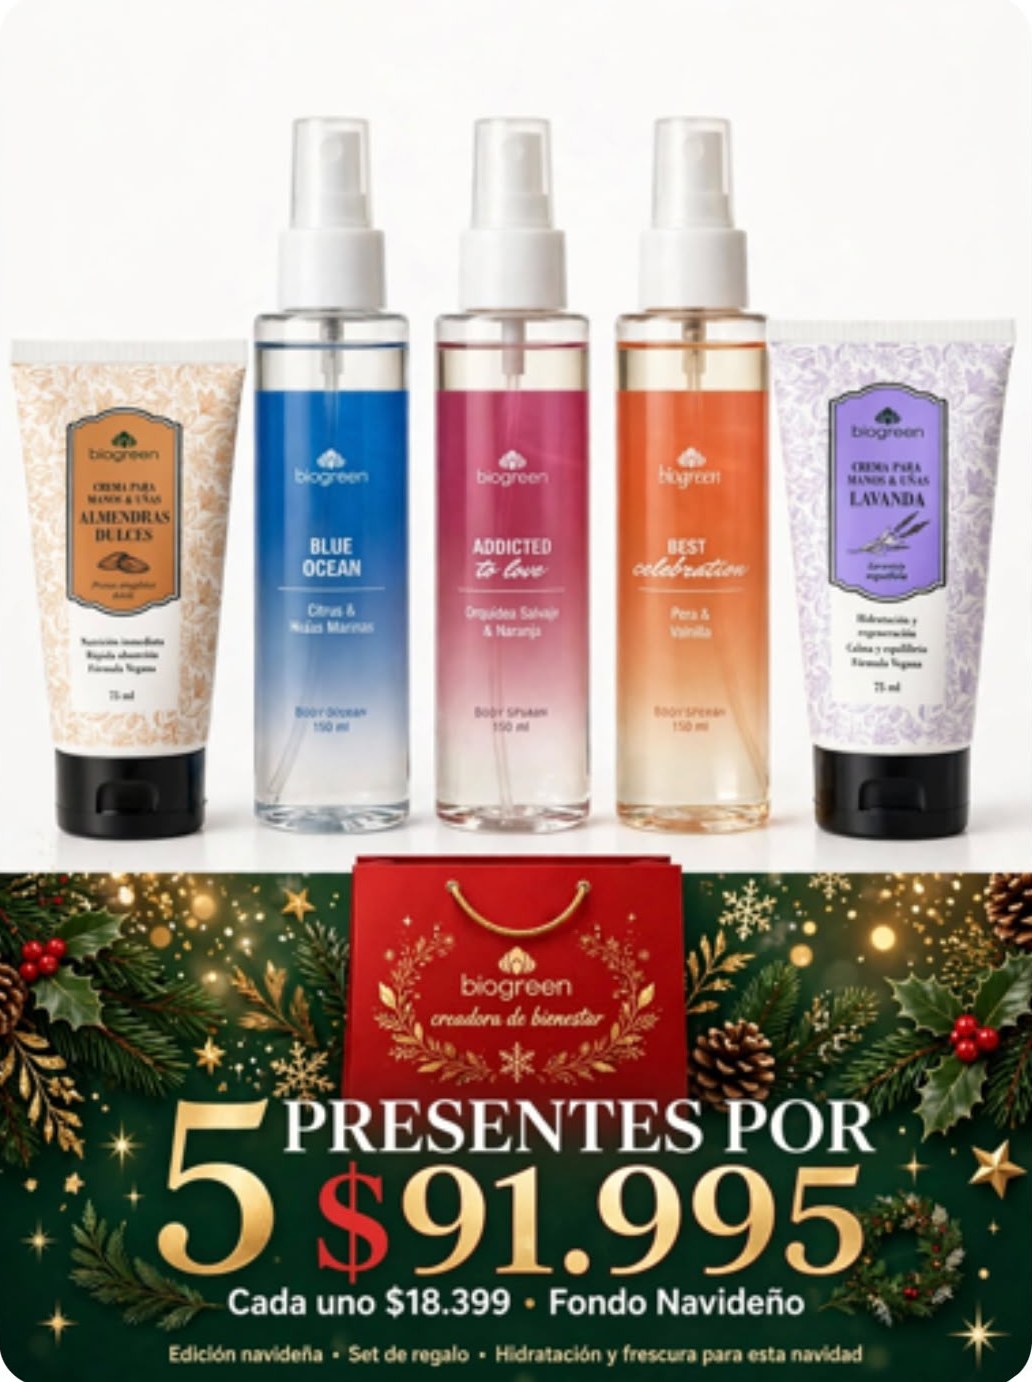 biogreen
CREMA PARA
MANOS & UÑAS
ALMENDRAS
DULCES
Nutrición inmediata
Rápida absorción
Fórmula Vegana
75 ml
biogreen
BLUE
OCEAN
Citrus &
Marinas
BODY
150 ml
biogreen
ADDICTED
to love
Orquídea Salvaje
& Naranja
BODY
150 ml
biogreen
BEST
celebration
Pera &
Vainilla
BODY
150 ml
biogreen
CREMA PARA
MANOS & UÑAS
LAVANDA
Hidratación y
regeneración
Calma y equilibrio
Fórmula Vegana
75 ml
biogreen
creadora de bienestar
5 PRESENTES POR
$91.995
Cada uno $18.399 • Fondo Navideño
Edición navideña • Set de regalo • Hidratación y frescura para esta navidad